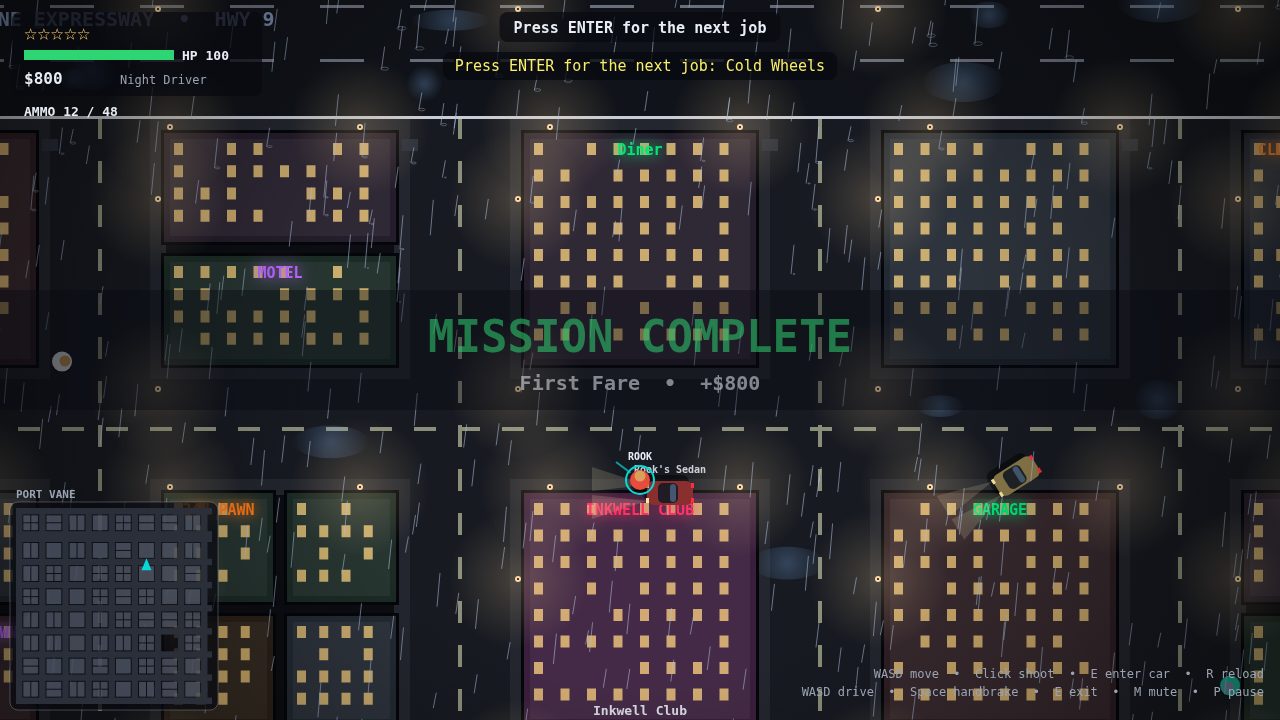 NE EXPRESSWAY • HWY 9
☆☆☆☆☆
HP 100
$800 Night Driver
AMMO 12 / 48
Press ENTER for the next job
Press ENTER for the next job: Cold Wheels
Diner
MOTEL
MISSION COMPLETE
First Fare • +$800
ROOK
Rook's Sedan
INKWELL CLUB
GARAGE
PAWN
PORT VANE
Inkwell Club
WASD move • Click shoot • E enter car • R reload
WASD drive • Space handbrake • E exit • M mute • P pause